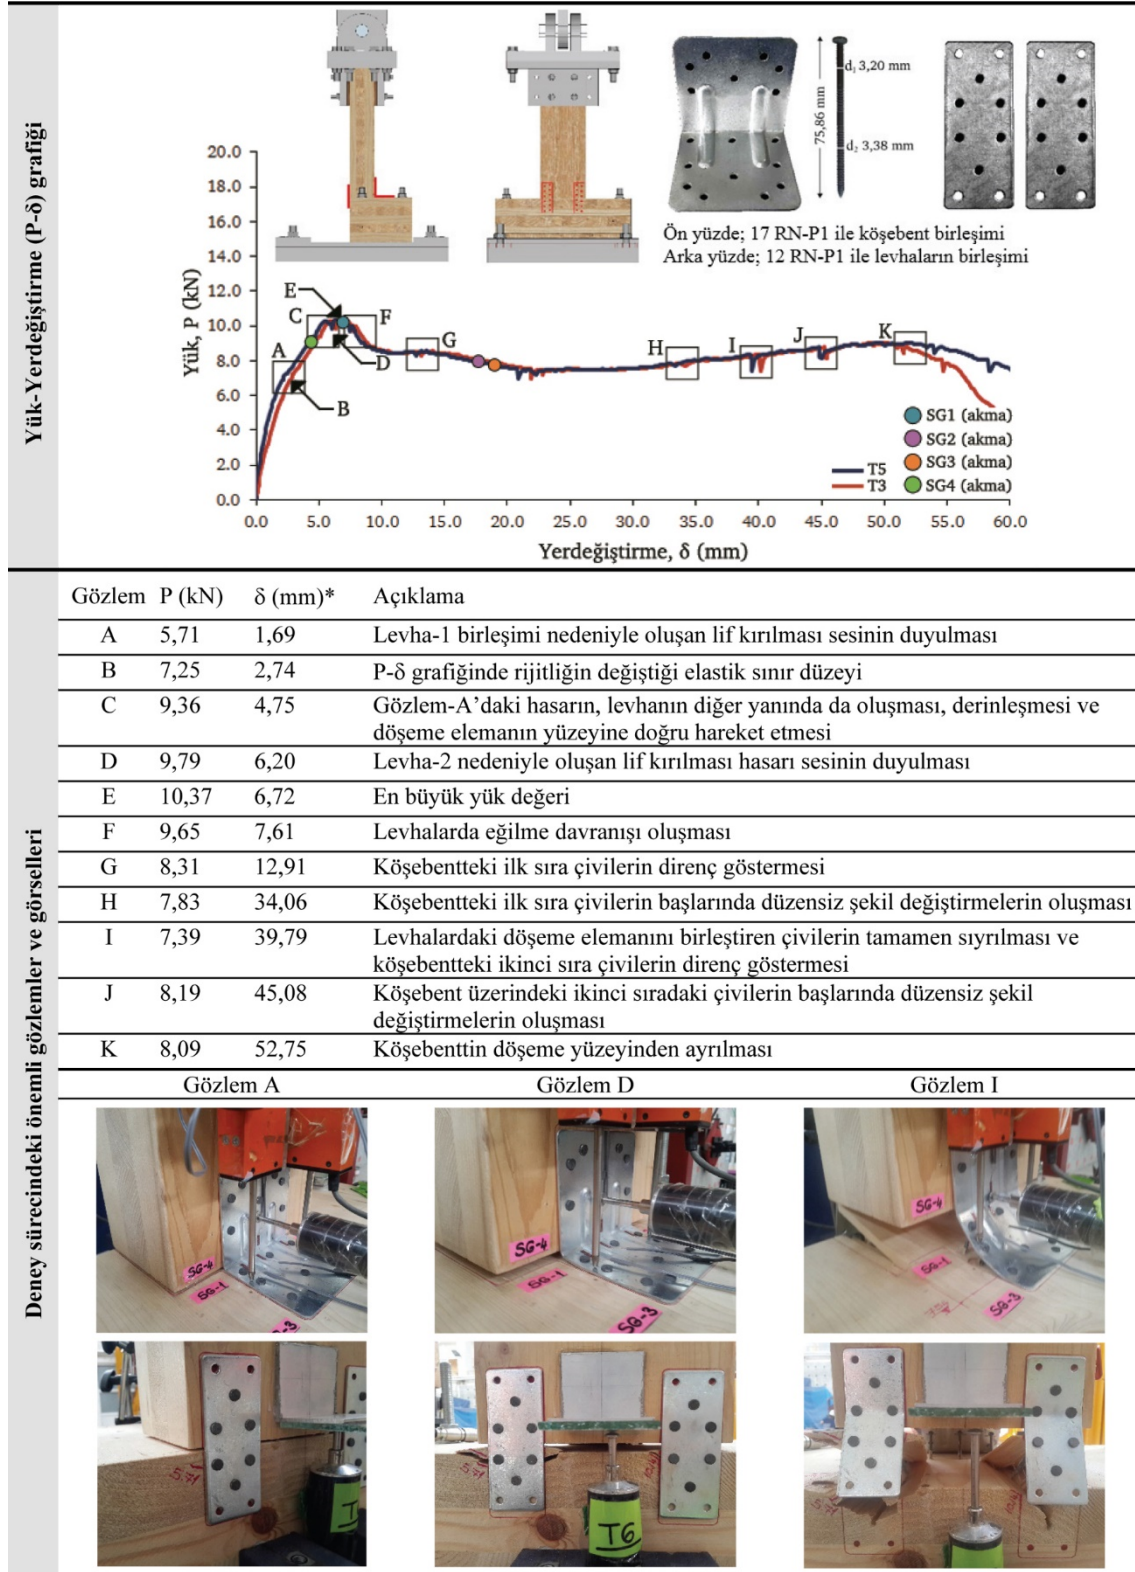 Yük-Yerdeğiştirme (P-δ) grafiği
d₁ 3,20 mm
75,86 mm
d₂ 3,38 mm
Ön yüzde; 17 RN-P1 ile köşebent birleşimi
Arka yüzde; 12 RN-P1 ile levhaların birleşimi
Yük, P (kN)
20.0
18.0
16.0
14.0
12.0
10.0
8.0
6.0
4.0
2.0
0.0
A
B
C
D
E
F
G
H
I
J
K
SG1 (akma)
SG2 (akma)
SG3 (akma)
SG4 (akma)
T5
T3
0.0 5.0 10.0 15.0 20.0 25.0 30.0 35.0 40.0 45.0 50.0 55.0 60.0
Yerdeğiştirme, δ (mm)
Deney sürecindeki önemli gözlemler ve görselleri
Gözlem P (kN) δ (mm)* Açıklama
A 5,71 1,69 Levha-1 birleşimi nedeniyle oluşan lif kırılması sesinin duyulması
B 7,25 2,74 P-δ grafiğinde rijitliğin değiştiği elastik sınır düzeyi
C 9,36 4,75 Gözlem-A’daki hasarın, levhanın diğer yanında da oluşması, derinleşmesi ve
döşeme elemanın yüzeyine doğru hareket etmesi
D 9,79 6,20 Levha-2 nedeniyle oluşan lif kırılması hasarı sesinin duyulması
E 10,37 6,72 En büyük yük değeri
F 9,65 7,61 Levhalarda eğilme davranışı oluşması
G 8,31 12,91 Köşebentteki ilk sıra çivilerin direnç göstermesi
H 7,83 34,06 Köşebentteki ilk sıra çivilerin başlarında düzensiz şekil değiştirmelerin oluşması
I 7,39 39,79 Levhalardaki döşeme elemanını birleştiren çivilerin tamamen sıyrılması ve
köşebentteki ikinci sıra çivilerin direnç göstermesi
J 8,19 45,08 Köşebent üzerindeki ikinci sıradaki çivilerin başlarında düzensiz şekil
değiştirmelerin oluşması
K 8,09 52,75 Köşebenttin döşeme yüzeyinden ayrılması
Gözlem A Gözlem D Gözlem I
SG-4
SG-1
SG-4
SG-1
SG-3
SG-4
SG-1
SG-3
5.71
T6